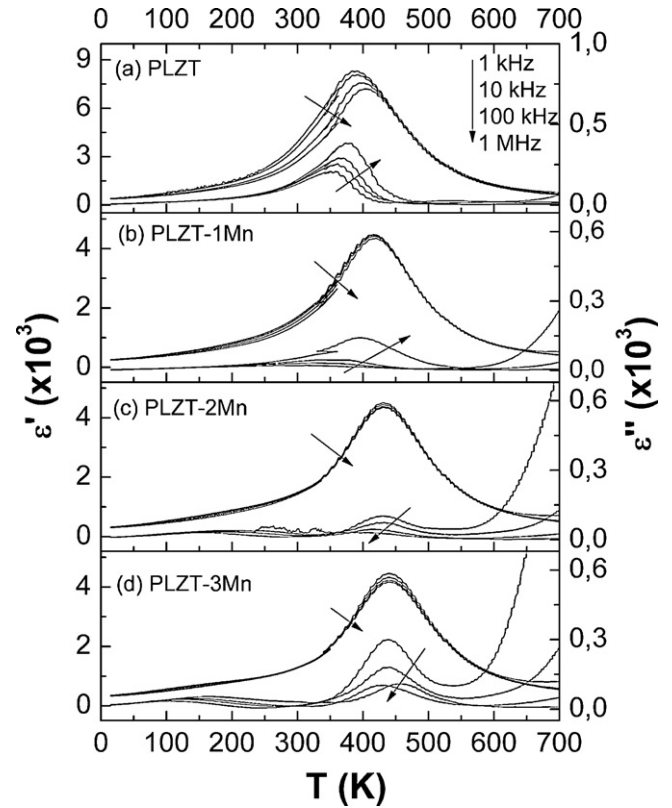 0 100 200 300 400 500 600 700
(a) PLZT
1 kHz
10 kHz
100 kHz
1 MHz
9
6
3
0
1,0
0,5
0,0
(b) PLZT-1Mn
4
2
0
0,6
0,3
0,0
(c) PLZT-2Mn
4
2
0
0,6
0,3
0,0
(d) PLZT-3Mn
4
2
0
0,6
0,3
0,0
ε' (x10³)
ε'' (x10³)
0 100 200 300 400 500 600 700
T (K)